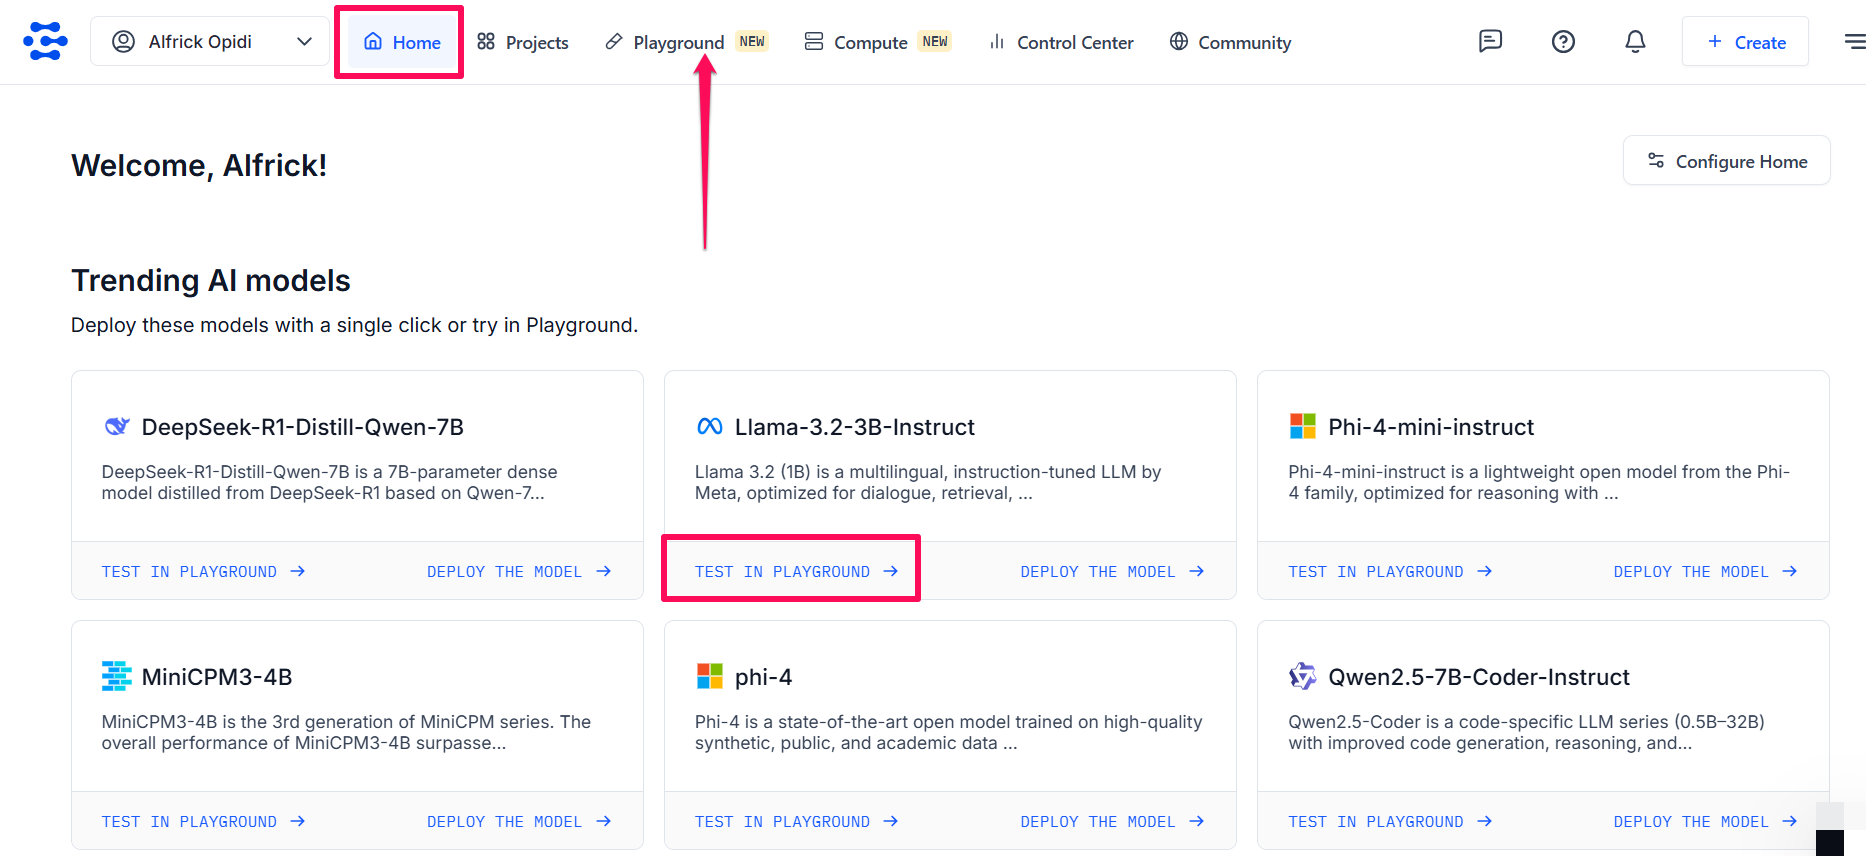 Alfrick Opidi
Home
Projects
Playground NEW
Compute NEW
Control Center
Community
+ Create
Welcome, Alfrick!
Configure Home
Trending AI models
Deploy these models with a single click or try in Playground.
DeepSeek-R1-Distill-Qwen-7B
DeepSeek-R1-Distill-Qwen-7B is a 7B-parameter dense
model distilled from DeepSeek-R1 based on Qwen-7...
TEST IN PLAYGROUND →
DEPLOY THE MODEL →
Llama-3.2-3B-Instruct
Llama 3.2 (1B) is a multilingual, instruction-tuned LLM by
Meta, optimized for dialogue, retrieval, ...
TEST IN PLAYGROUND →
DEPLOY THE MODEL →
Phi-4-mini-instruct
Phi-4-mini-instruct is a lightweight open model from the Phi-
4 family, optimized for reasoning with ...
TEST IN PLAYGROUND →
DEPLOY THE MODEL →
MiniCPM3-4B
MiniCPM3-4B is the 3rd generation of MiniCPM series. The
overall performance of MiniCPM3-4B surpasse...
TEST IN PLAYGROUND →
DEPLOY THE MODEL →
phi-4
Phi-4 is a state-of-the-art open model trained on high-quality
synthetic, public, and academic data ...
TEST IN PLAYGROUND →
DEPLOY THE MODEL →
Qwen2.5-7B-Coder-Instruct
Qwen2.5-Coder is a code-specific LLM series (0.5B–32B)
with improved code generation, reasoning, and...
TEST IN PLAYGROUND →
DEPLOY THE MODEL →